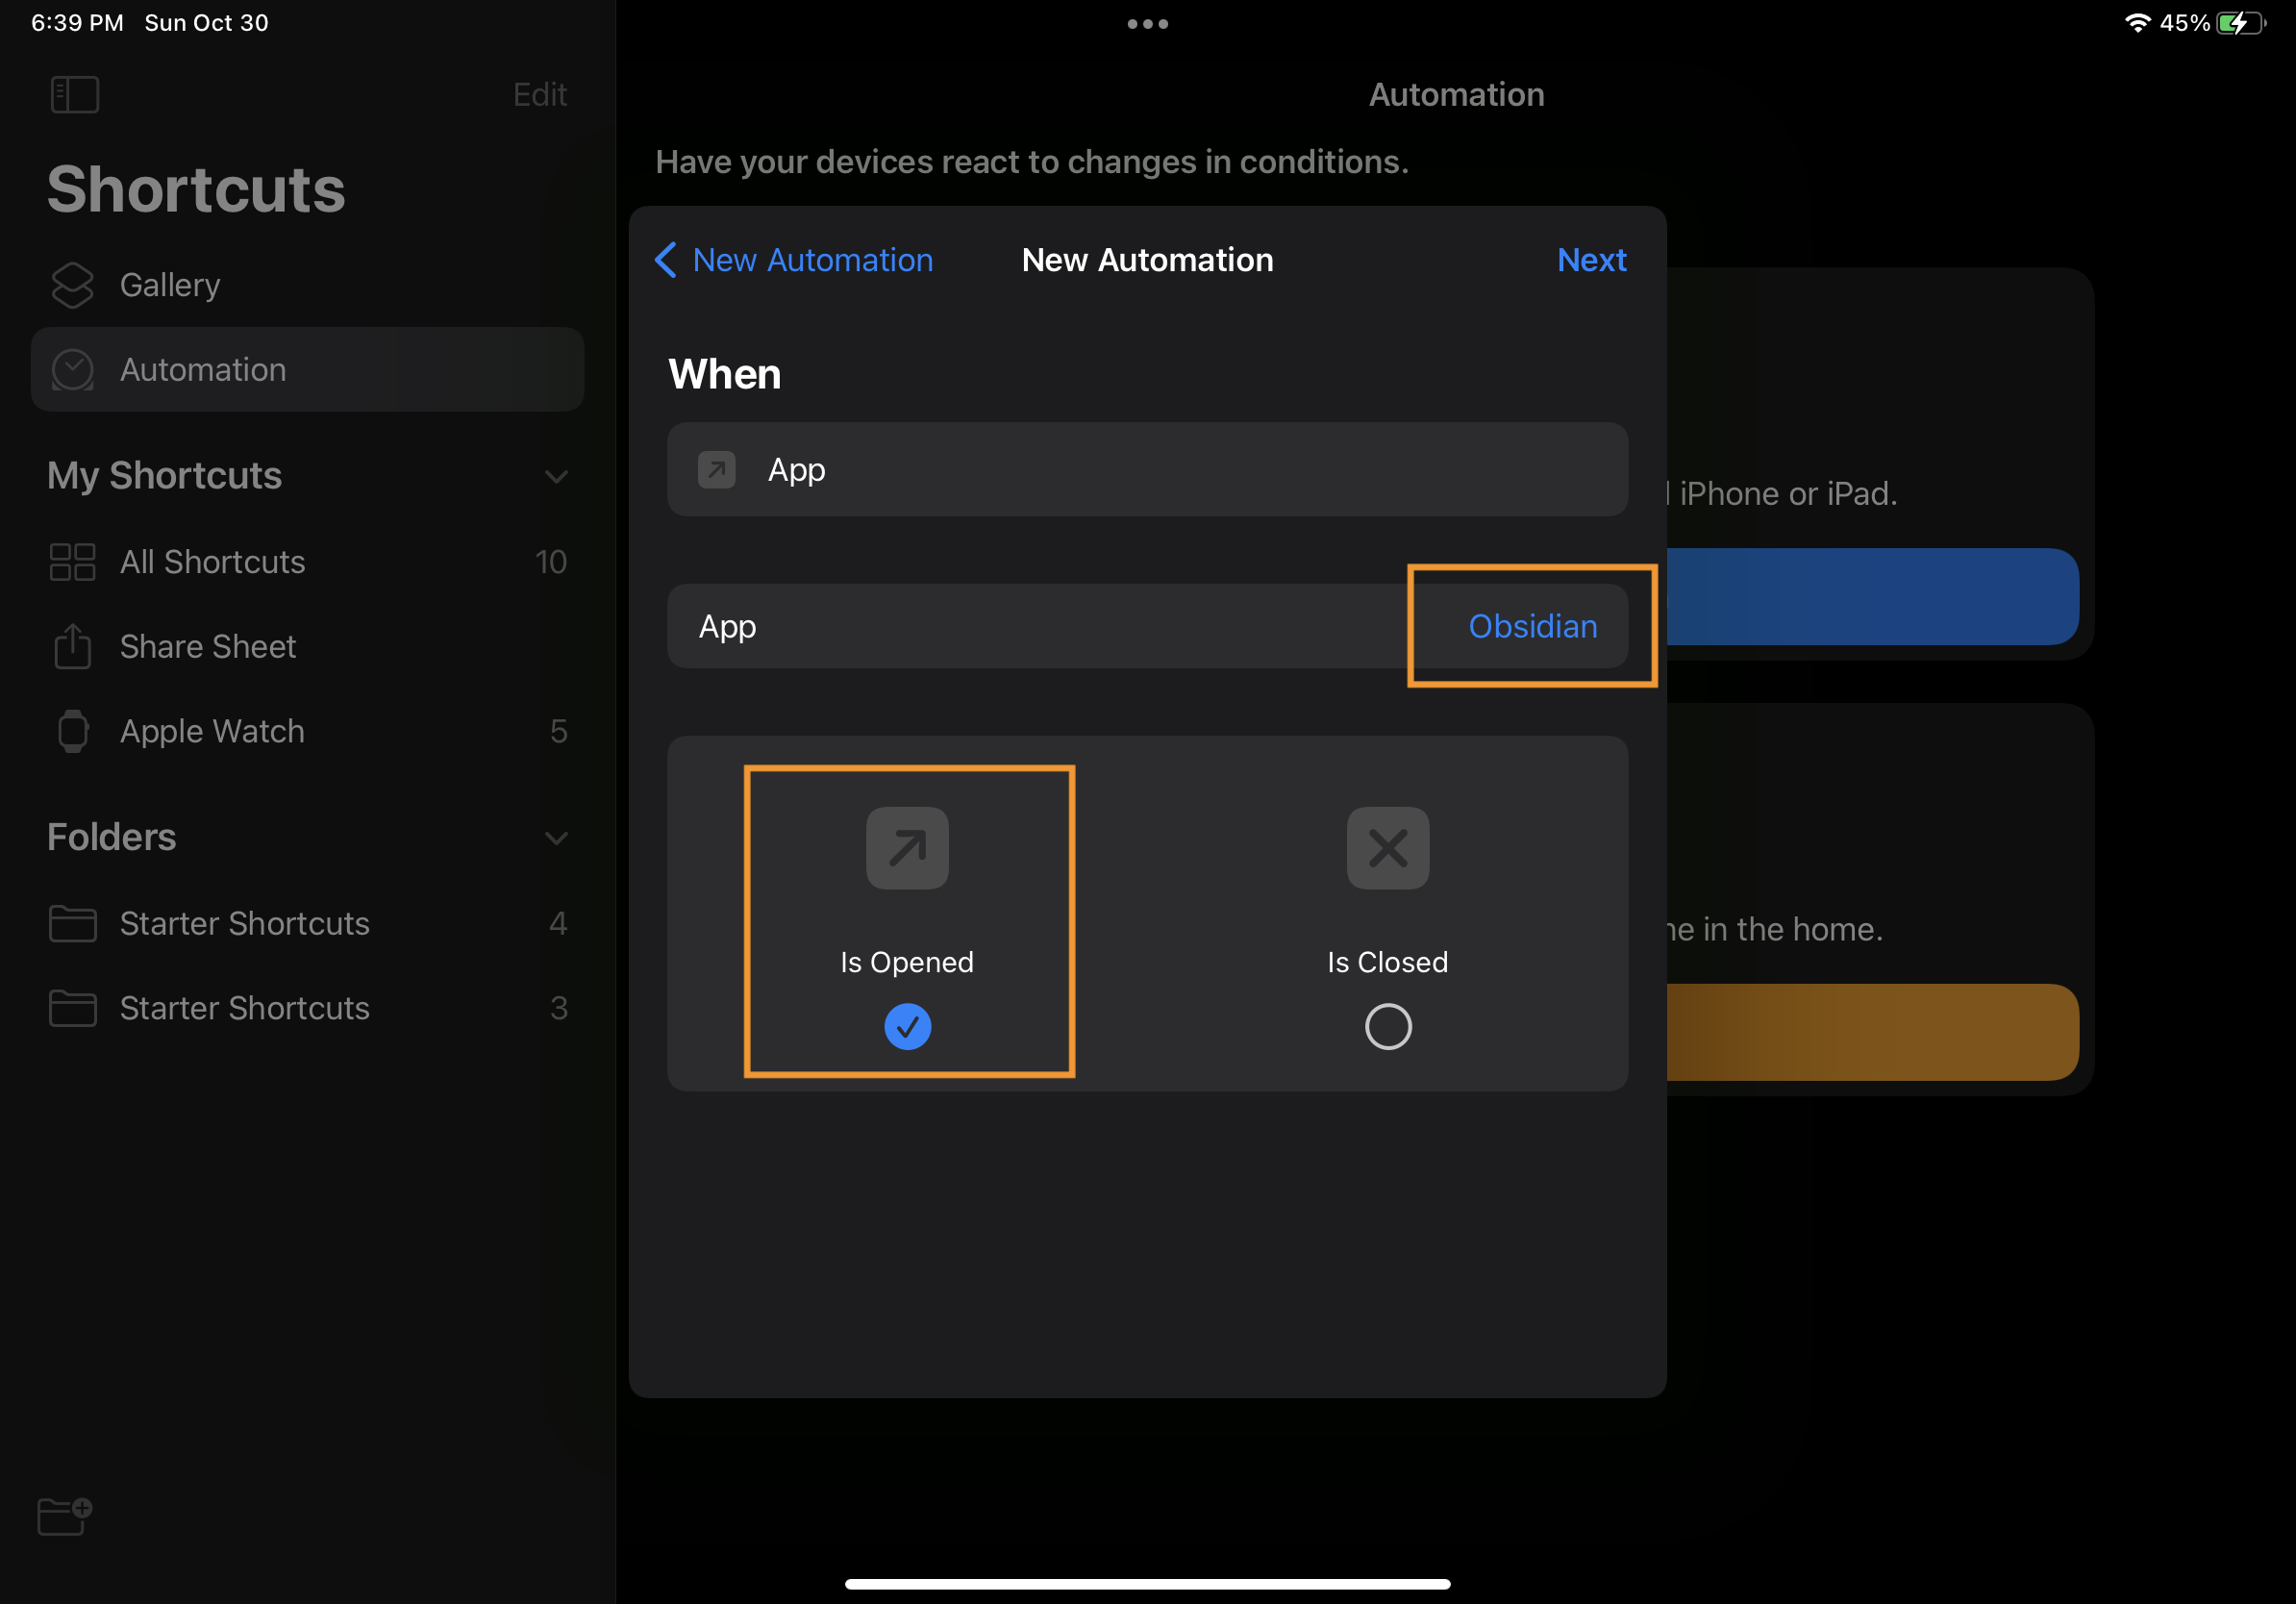 6:39 PM Sun Oct 30
45%
Edit
Shortcuts
Gallery
Automation
My Shortcuts
All Shortcuts 10
Share Sheet
Apple Watch 5
Folders
Starter Shortcuts 4
Starter Shortcuts 3
Automation
Have your devices react to changes in conditions.
New Automation New Automation Next
When
App
App Obsidian
Is Opened Is Closed
iPhone or iPad.
in the home.